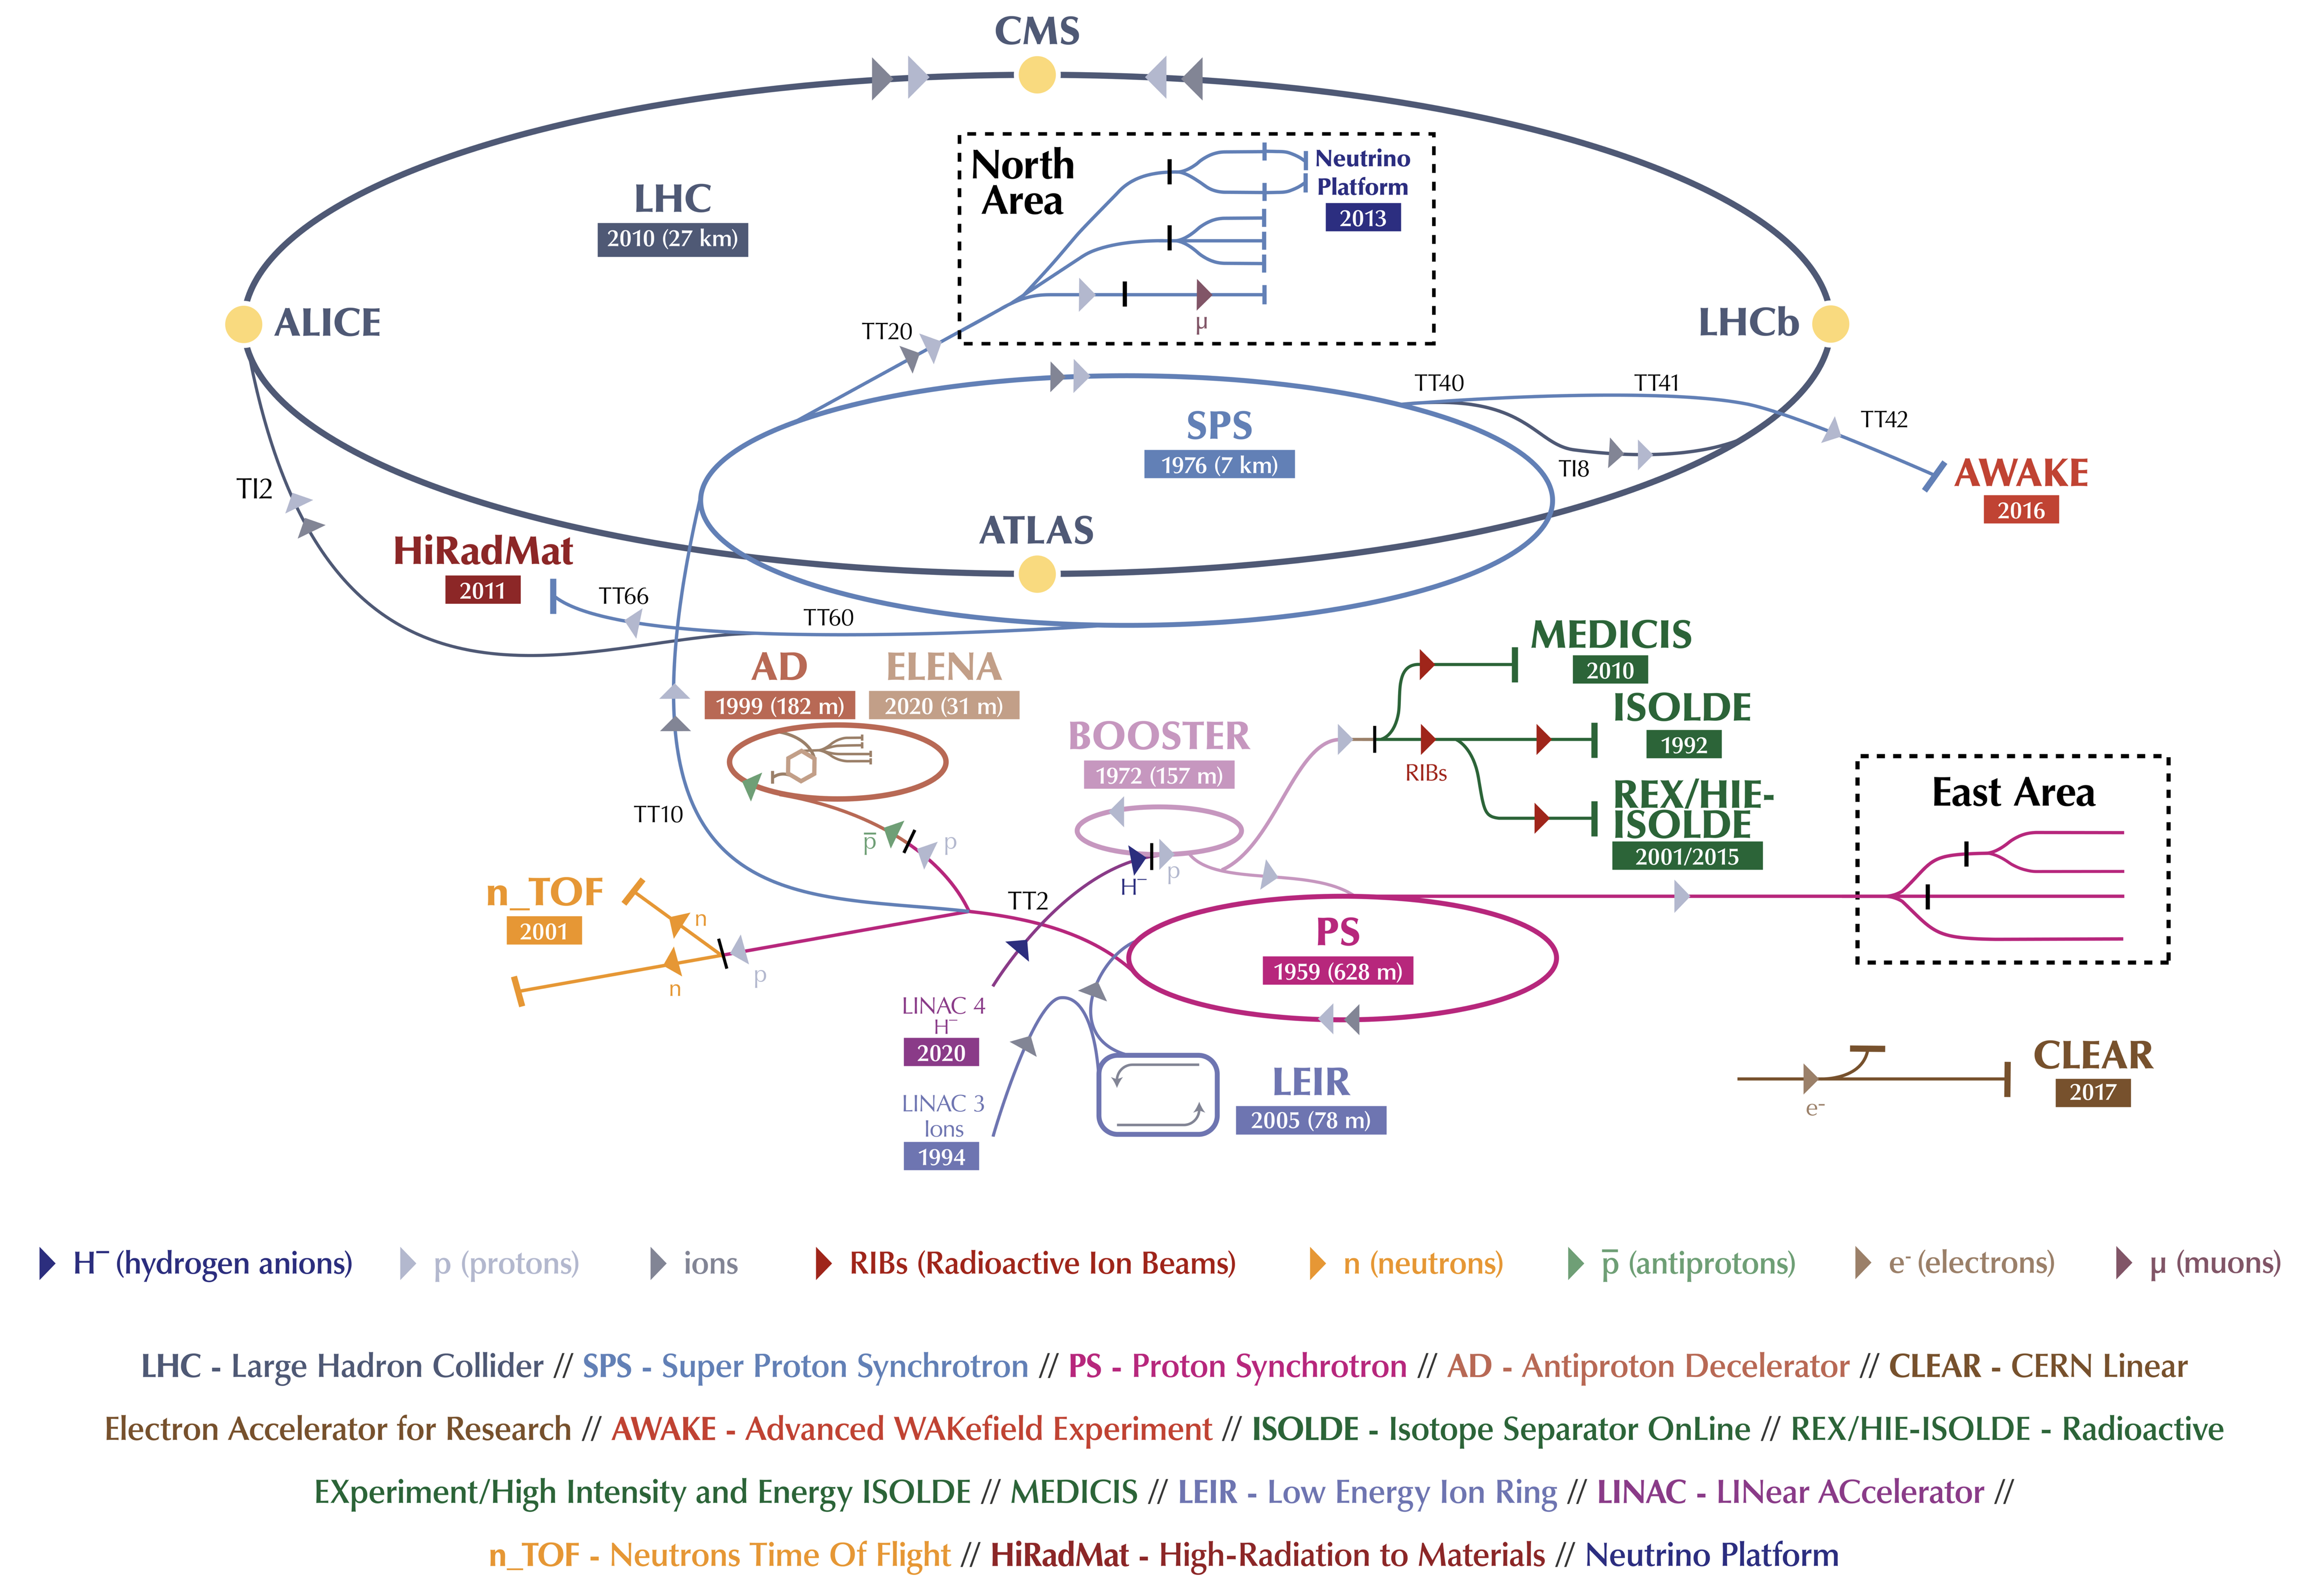 CMS
North
Area
Neutrino
Platform
2013
LHC
2010 (27 km)
ALICE
LHCb
TT20
μ
TT40
TT41
TT42
SPS
1976 (7 km)
TI8
AWAKE
2016
TI2
ATLAS
HiRadMat
2011
TT66
TT60
AD
1999 (182 m)
ELENA
2020 (31 m)
MEDICIS
2010
BOOSTER
1972 (157 m)
ISOLDE
1992
RIBs
REX/HIE-
ISOLDE
2001/2015
East Area
TT10
p̅
p
H⁻
p
n_TOF
2001
n
n
p
TT2
PS
1959 (628 m)
LINAC 4
H⁻
2020
LINAC 3
Ions
1994
LEIR
2005 (78 m)
CLEAR
2017
e-
H⁻ (hydrogen anions) p (protons) ions RIBs (Radioactive Ion Beams) n (neutrons) p̅ (antiprotons) e- (electrons) μ (muons)
LHC - Large Hadron Collider // SPS - Super Proton Synchrotron // PS - Proton Synchrotron // AD - Antiproton Decelerator // CLEAR - CERN Linear
Electron Accelerator for Research // AWAKE - Advanced WAKefield Experiment // ISOLDE - Isotope Separator OnLine // REX/HIE-ISOLDE - Radioactive
EXperiment/High Intensity and Energy ISOLDE // MEDICIS // LEIR - Low Energy Ion Ring // LINAC - LINear ACcelerator //
n_TOF - Neutrons Time Of Flight // HiRadMat - High-Radiation to Materials // Neutrino Platform